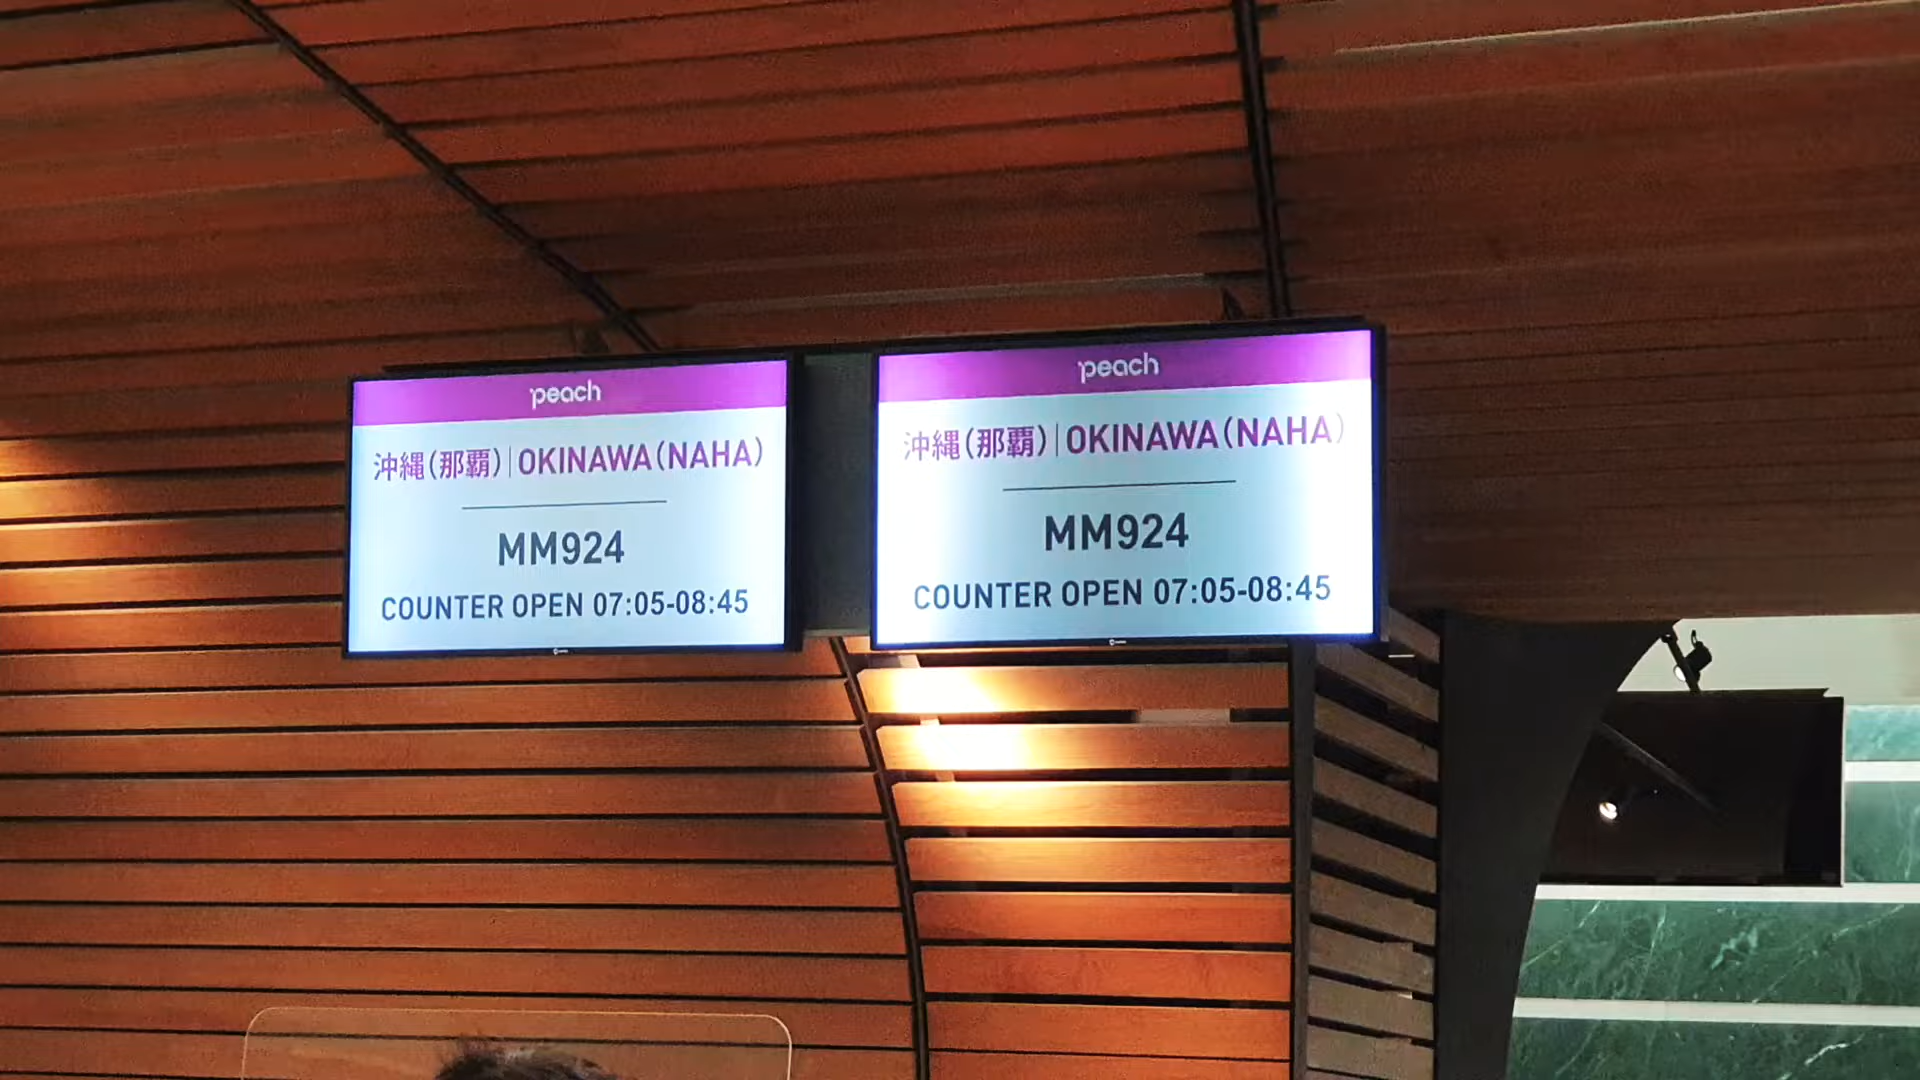 peach
沖縄(那覇)|OKINAWA(NAHA)
MM924
COUNTER OPEN 07:05-08:45
peach
沖縄(那覇)|OKINAWA(NAHA)
MM924
COUNTER OPEN 07:05-08:45